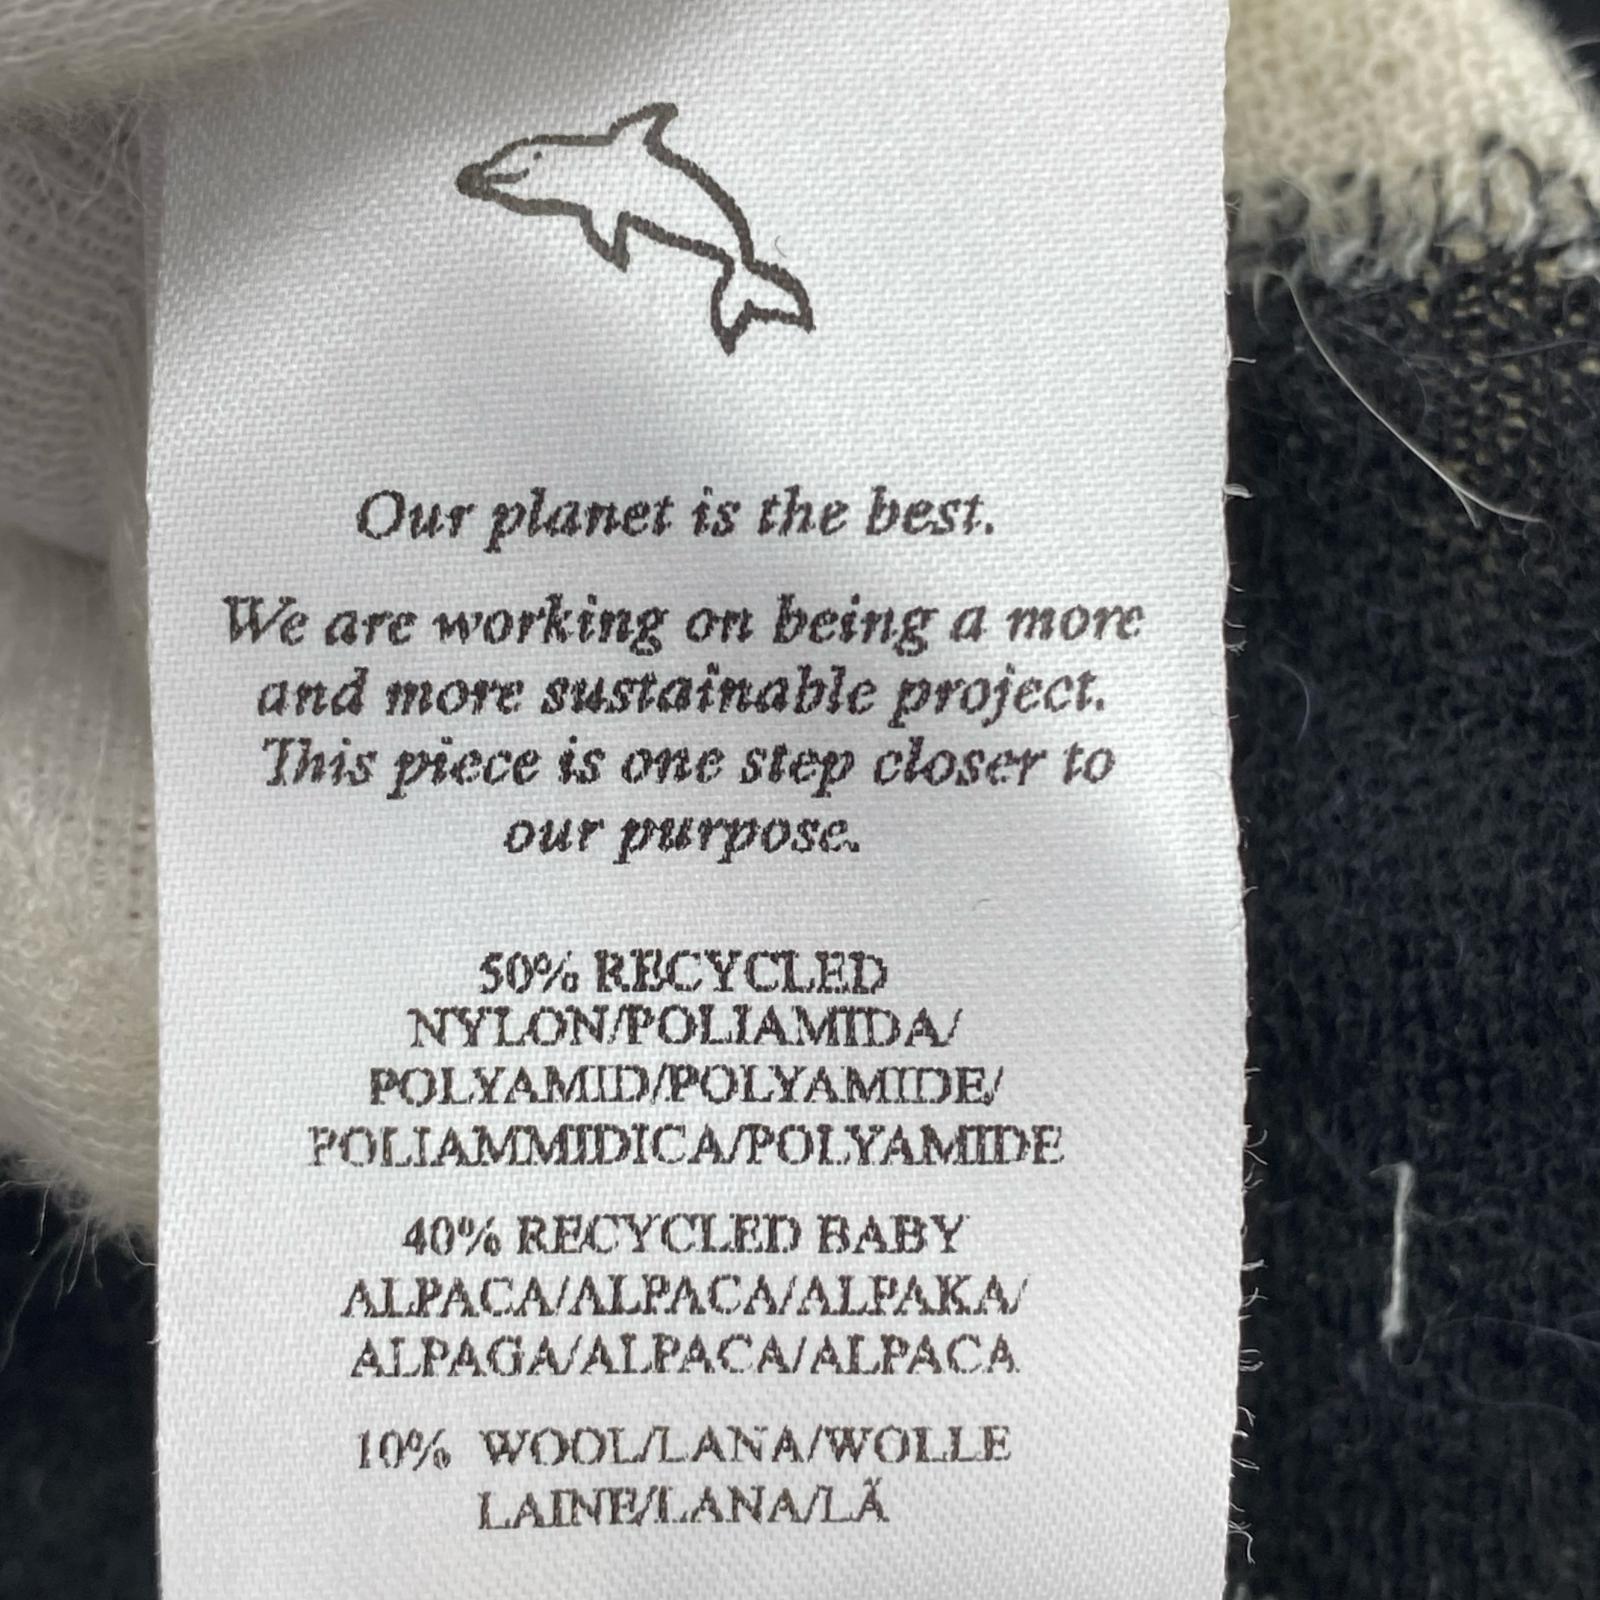 Our planet is the best.
We are working on being a more
and more sustainable project.
This piece is one step closer to
our purpose.
50% RECYCLED
NYLON/POLIAMIDA/
POLYAMID/POLYAMIDE/
POLIAMMIDICA/POLYAMIDE
40% RECYCLED BABY
ALPACA/ALPACA/ALPAKA/
ALPAGA/ALPACA/ALPACA
10% WOOL/LANA/WOLLE
LAINE/LANA/LÃ